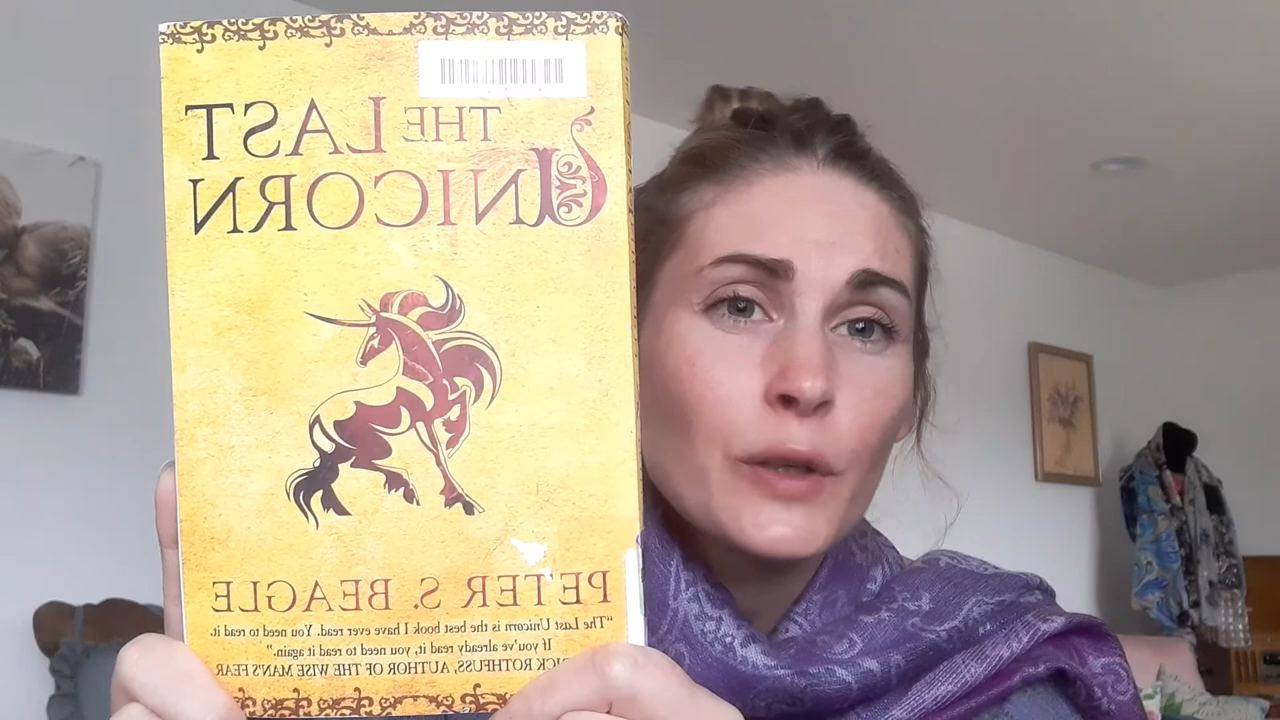 THE LAST
UNICORN
PETER S. BEAGLE
"The Last Unicorn is the best book I have ever read. You need to read it.
If you've already read it, you need to read it again."
ROTHFUSS, AUTHOR OF THE WISE MAN'S FEAR